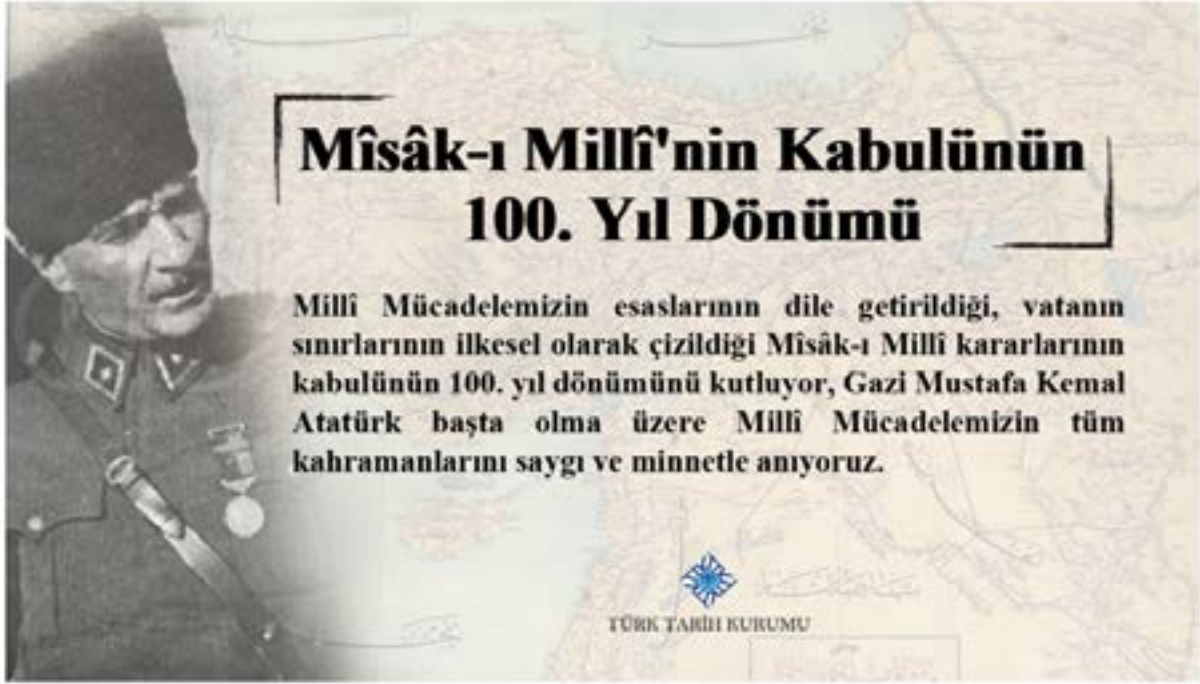 Mîsâk-ı Millî'nin Kabulünün
100. Yıl Dönümü
Millî Mücadelemizin esaslarının dile getirildiği, vatanın
sınırlarının ilkesel olarak çizildiği Mîsâk-ı Millî kararlarının
kabulünün 100. yıl dönümünü kutluyor, Gazi Mustafa Kemal
Atatürk başta olma üzere Millî Mücadelemizin tüm
kahramanlarını saygı ve minnetle anıyoruz.
TÜRK TARİH KURUMU